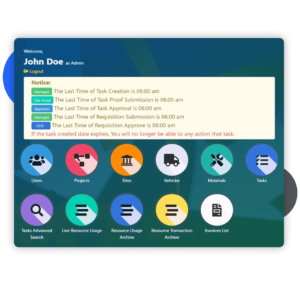 Welcome,
John Doe as Admin
Logout
Notice:
Manager The Last Time of Task Creation is 06:00 am
The Last Time of Task Proof Submission is 06:00 am
Approver The Last Time of Task Approval is 06:00 am
Manager The Last Time of Requisition Submission is 06:00 am
The Last Time of Requisition Approval is 06:00 am
If the task created date expires, You will no longer be able to any action that task.
Users
Projects
Sites
Vehicles
Materials
Tasks
Tasks Advanced Search
Live Resource Usage
Resource Usage Archive
Resource Transaction Archive
Invoices List